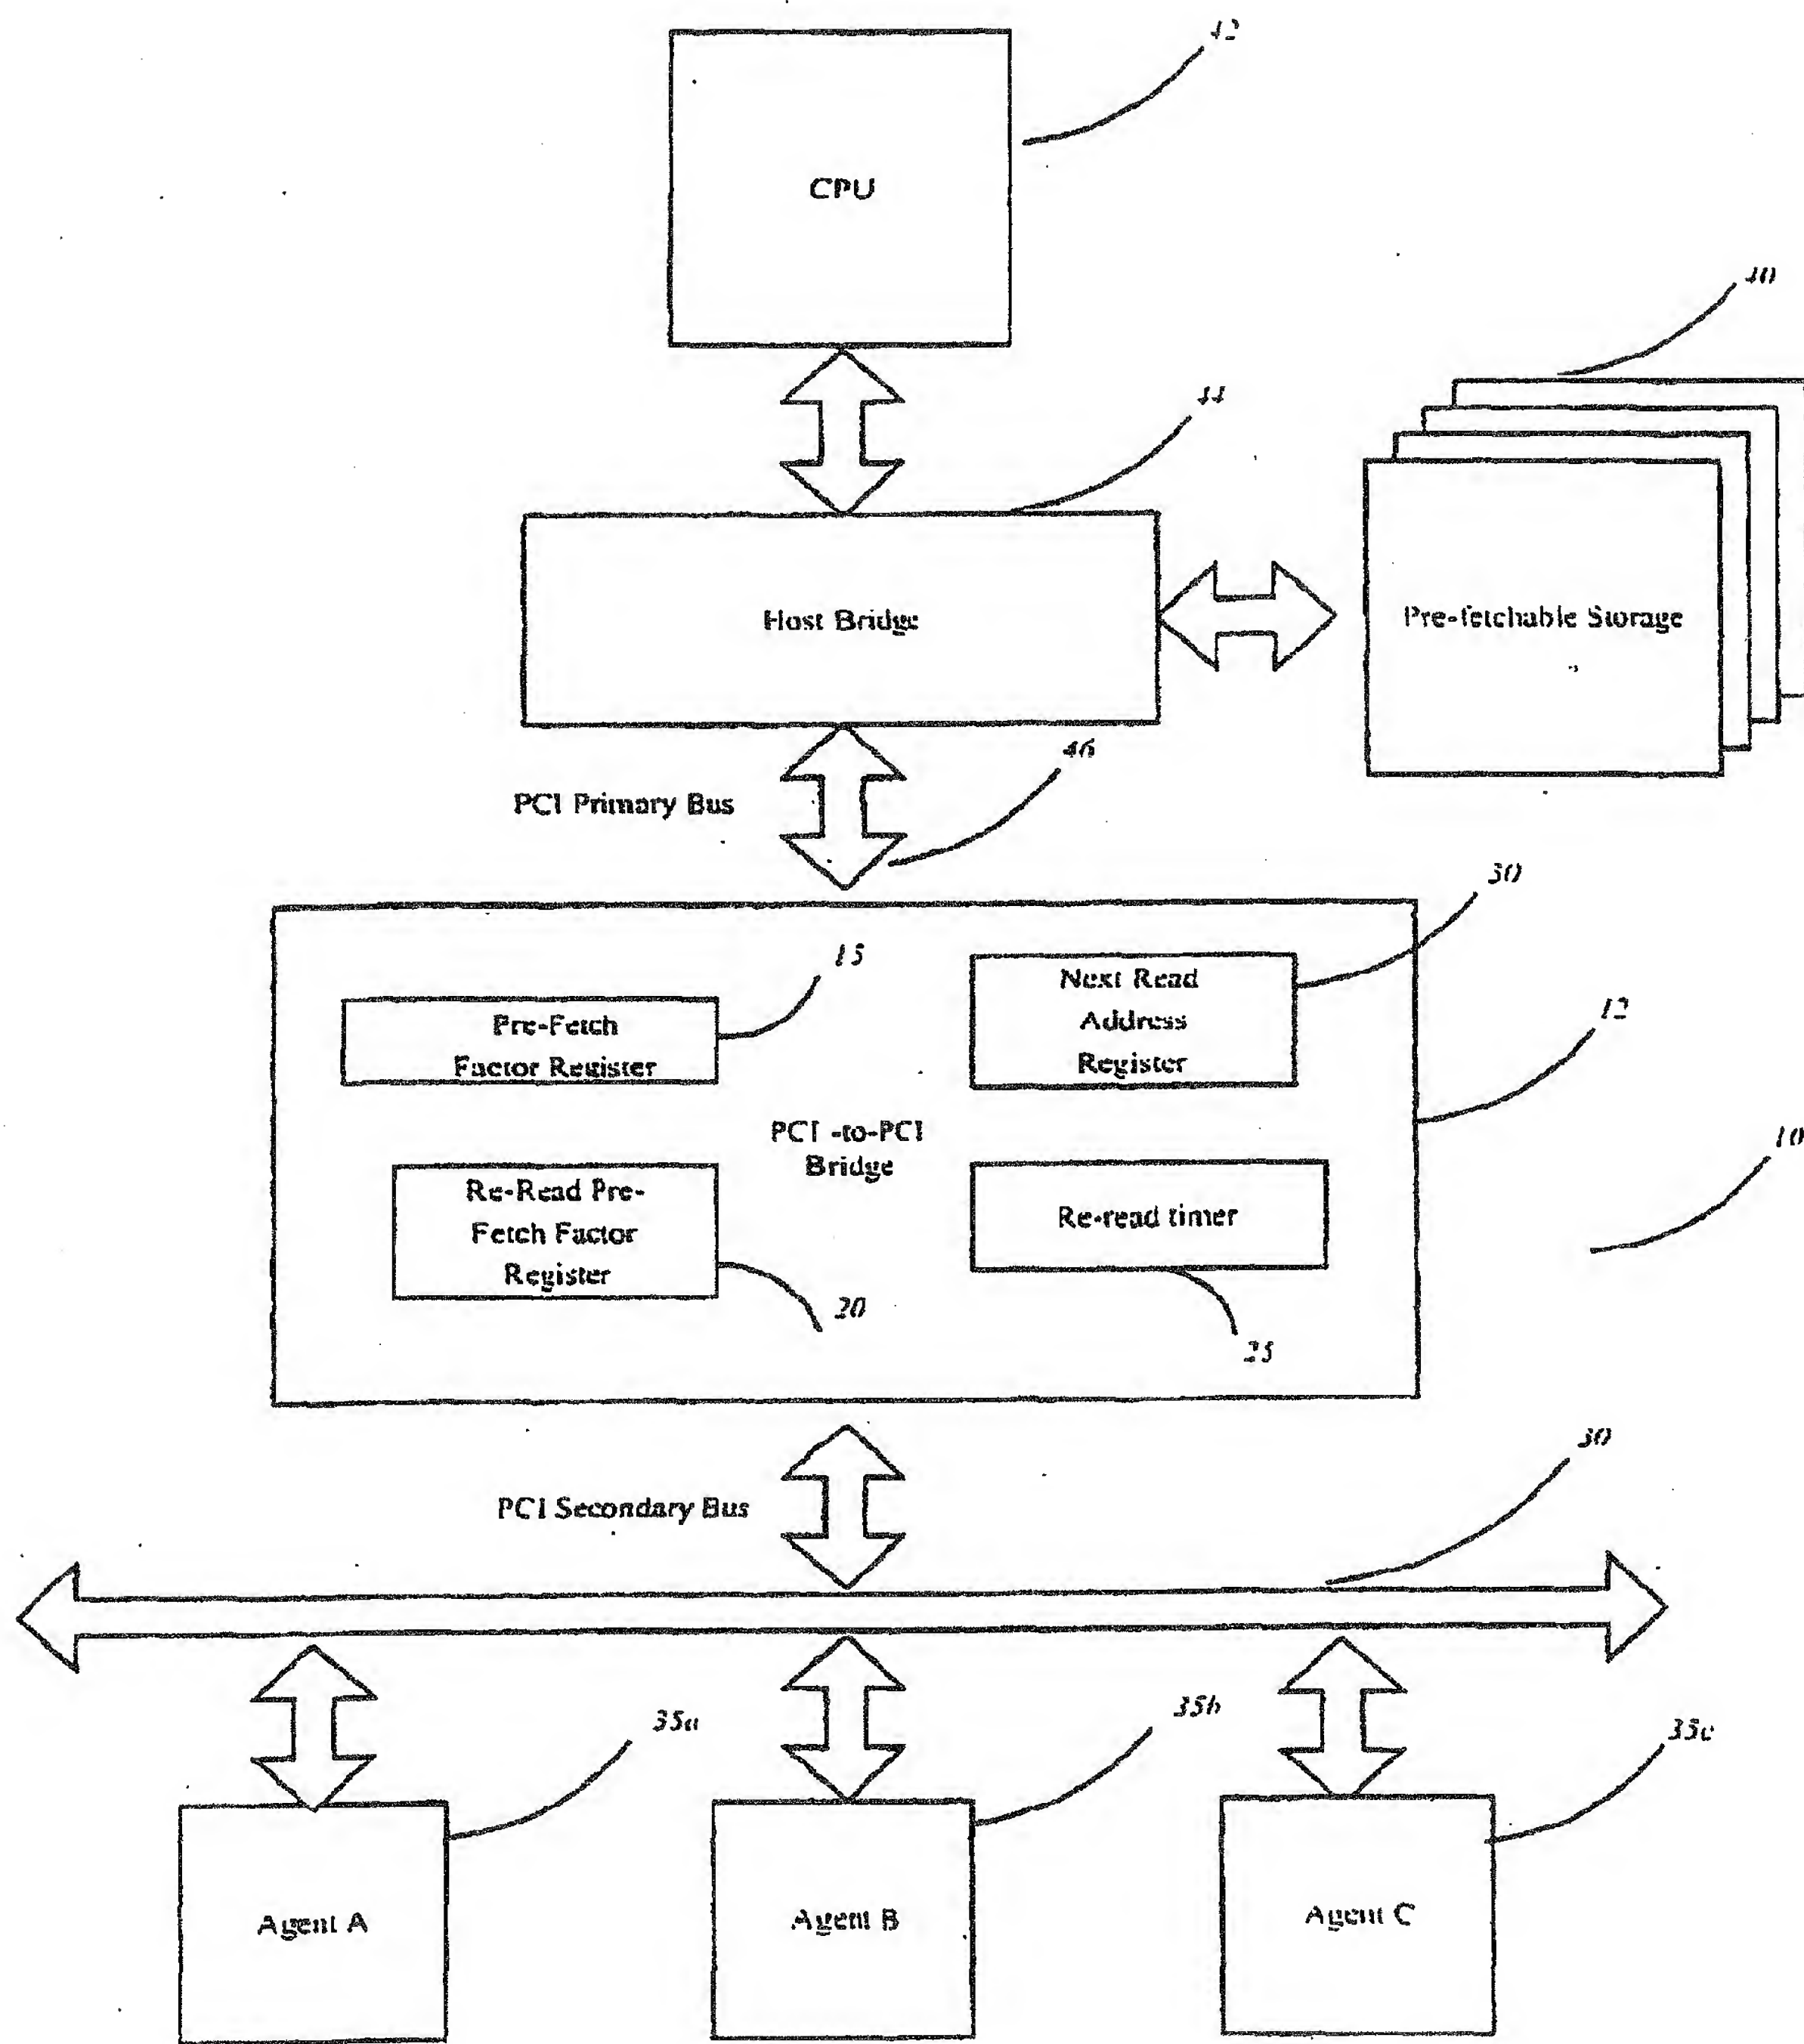 42
CPU
40
44
Host Bridge
Pre-fetchable Storage
46
PCI Primary Bus
30
15
Next Read
Address
Register
Pre-Fetch
Factor Register
12
PCI -to-PCI
Bridge
10
Re-Read Pre-
Fetch Factor
Register
Re-read timer
20
25
30
PCI Secondary Bus
35a
35b
35c
Agent A
Agent B
Agent C